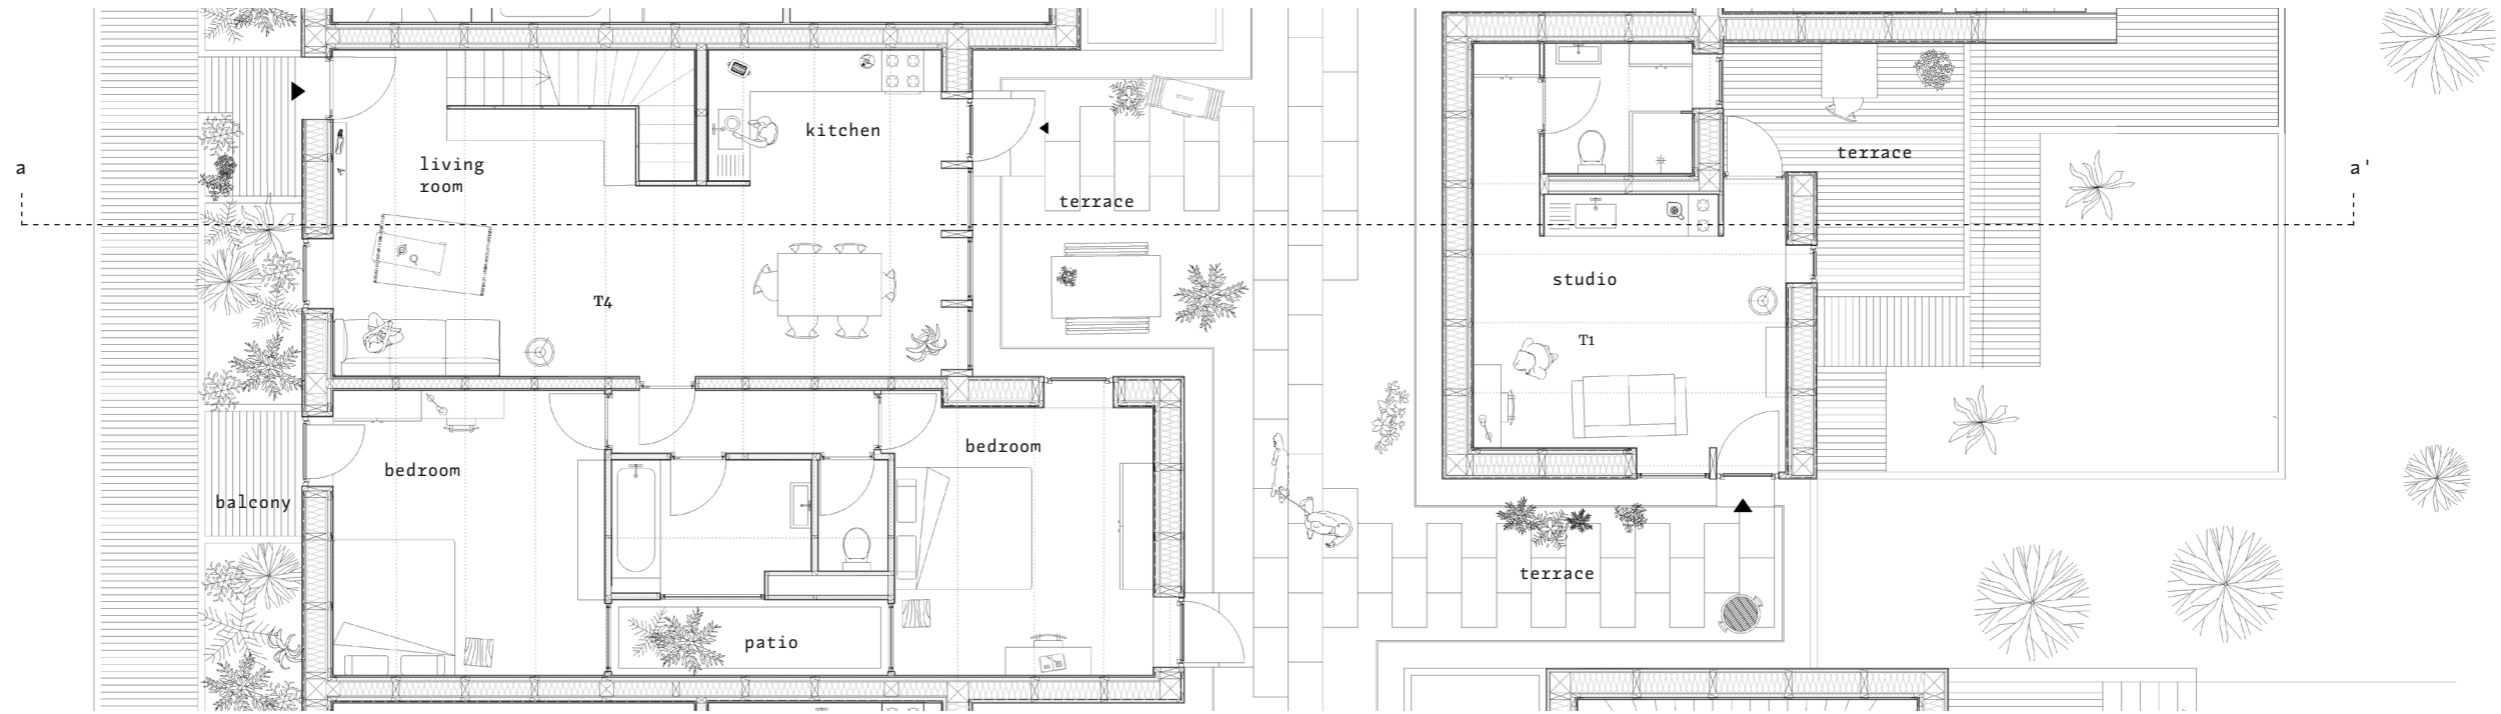 kitchen
living
room
terrace
a
a'
terrace
studio
T4
T1
bedroom
bedroom
balcony
terrace
patio